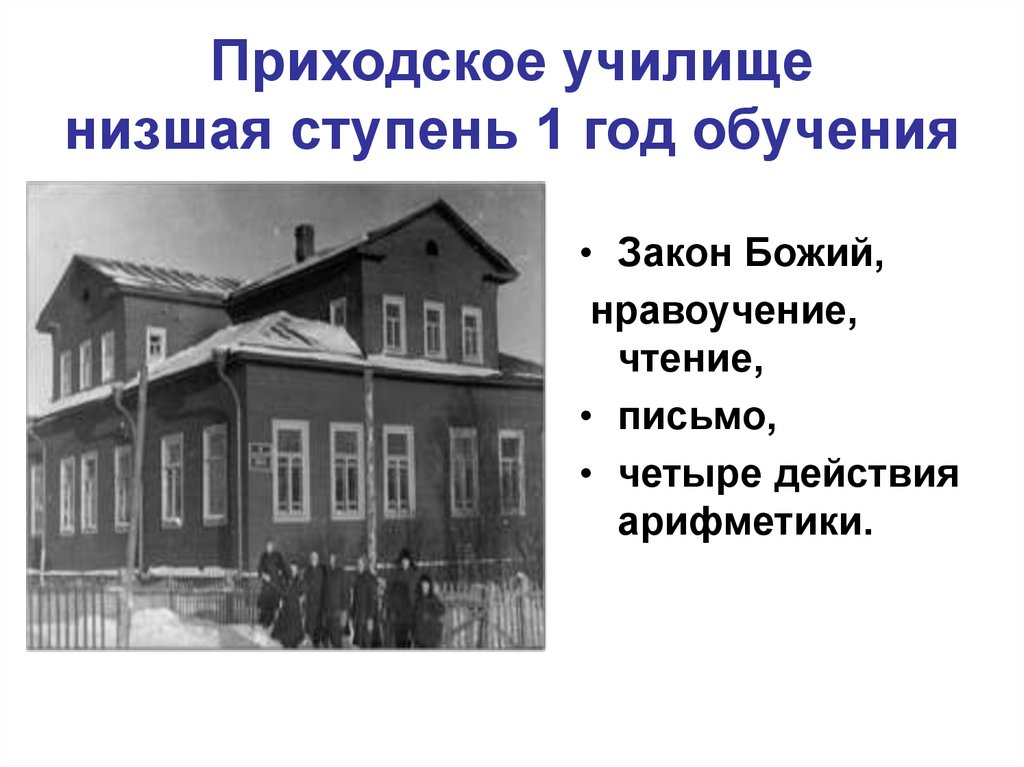 Приходское училище
низшая ступень 1 год обучения
• Закон Божий,
нравоучение,
чтение,
• письмо,
• четыре действия
арифметики.